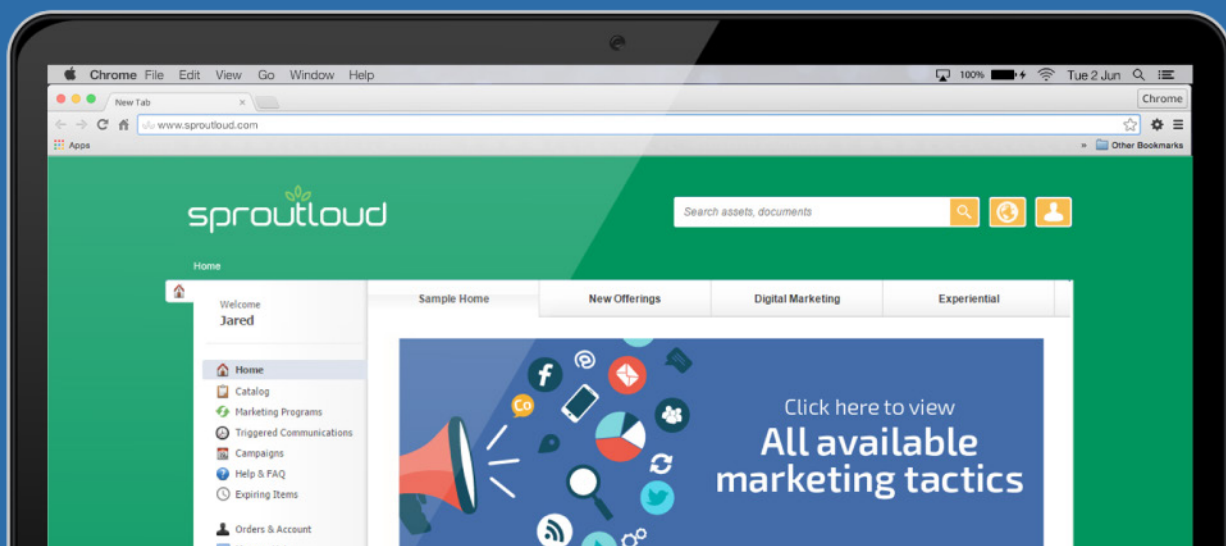 Chrome File Edit View Go Window Help
100% Tue 2 Jun
New Tab
Chrome
www.sproutloud.com
Apps
» Other Bookmarks
sproutloud
Search assets, documents
Home
Welcome
Jared
Sample Home New Offerings Digital Marketing Experiential
Home
Catalog
Marketing Programs
Triggered Communications
Campaigns
Help & FAQ
Expiring Items
Orders & Account
f
Co
Click here to view
All available
marketing tactics